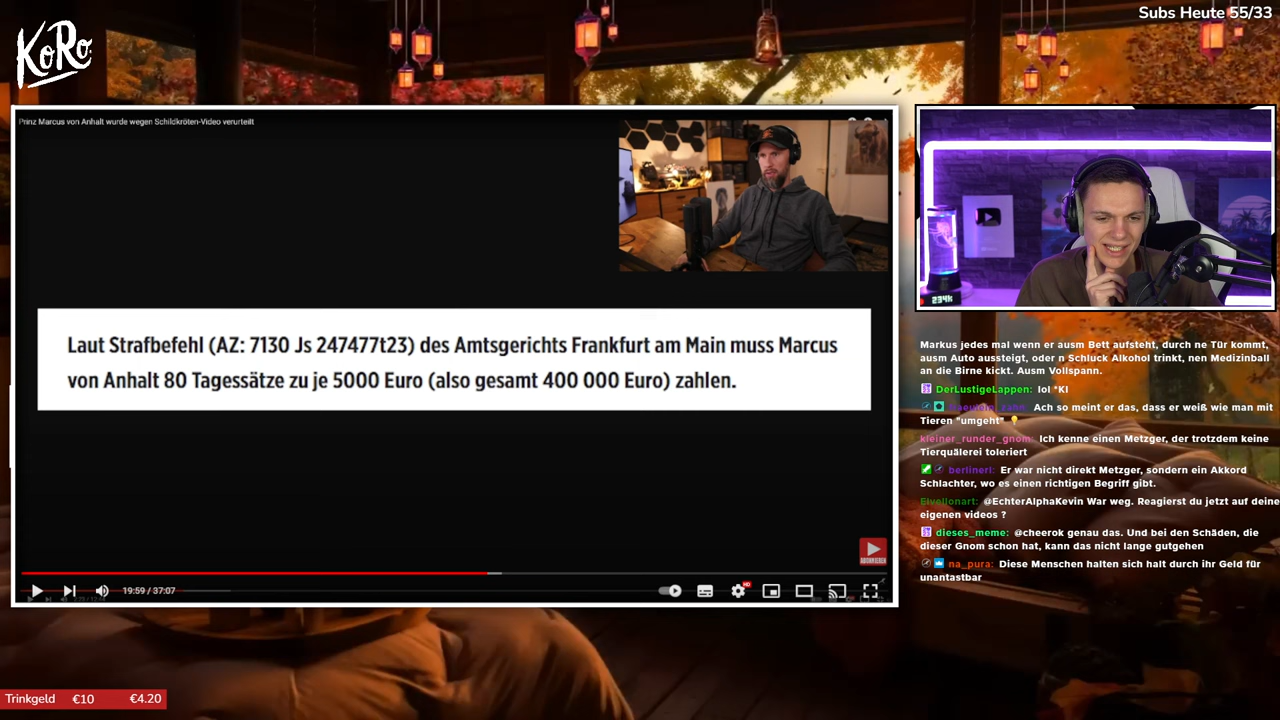 KoRo
Subs Heute 55/33
Prinz Marcus von Anhalt wurde wegen Schildkröten-Video verurteilt
Laut Strafbefehl (AZ: 7130 Js 247477t23) des Amtsgerichts Frankfurt am Main muss Marcus
von Anhalt 80 Tagessätze zu je 5000 Euro (also gesamt 400 000 Euro) zahlen.
19:59 / 37:07
HD
234k
Markus jedes mal wenn er ausm Bett aufsteht, durch ne Tür kommt,
ausm Auto aussteigt, oder n Schluck Alkohol trinkt, nen Medizinball
an die Birne kickt. Ausm Vollspann.
DerLustigeLappen: lol *KI
Ach so meint er das, dass er weiß wie man mit
Tieren "umgeht"
kleiner_runder_gnom: Ich kenne einen Metzger, der trotzdem keine
Tierquälerei toleriert
berlineri: Er war nicht direkt Metzger, sondern ein Akkord
Schlachter, wo es einen richtigen Begriff gibt.
@EchterAlphaKevin War weg. Reagierst du jetzt auf deine
eigenen videos ?
dieses_meme: @cheerok genau das. Und bei den Schäden, die
dieser Gnom schon hat, kann das nicht lange gutgehen
na_pura: Diese Menschen halten sich halt durch ihr Geld für
unantastbar
Trinkgeld €10 €4.20